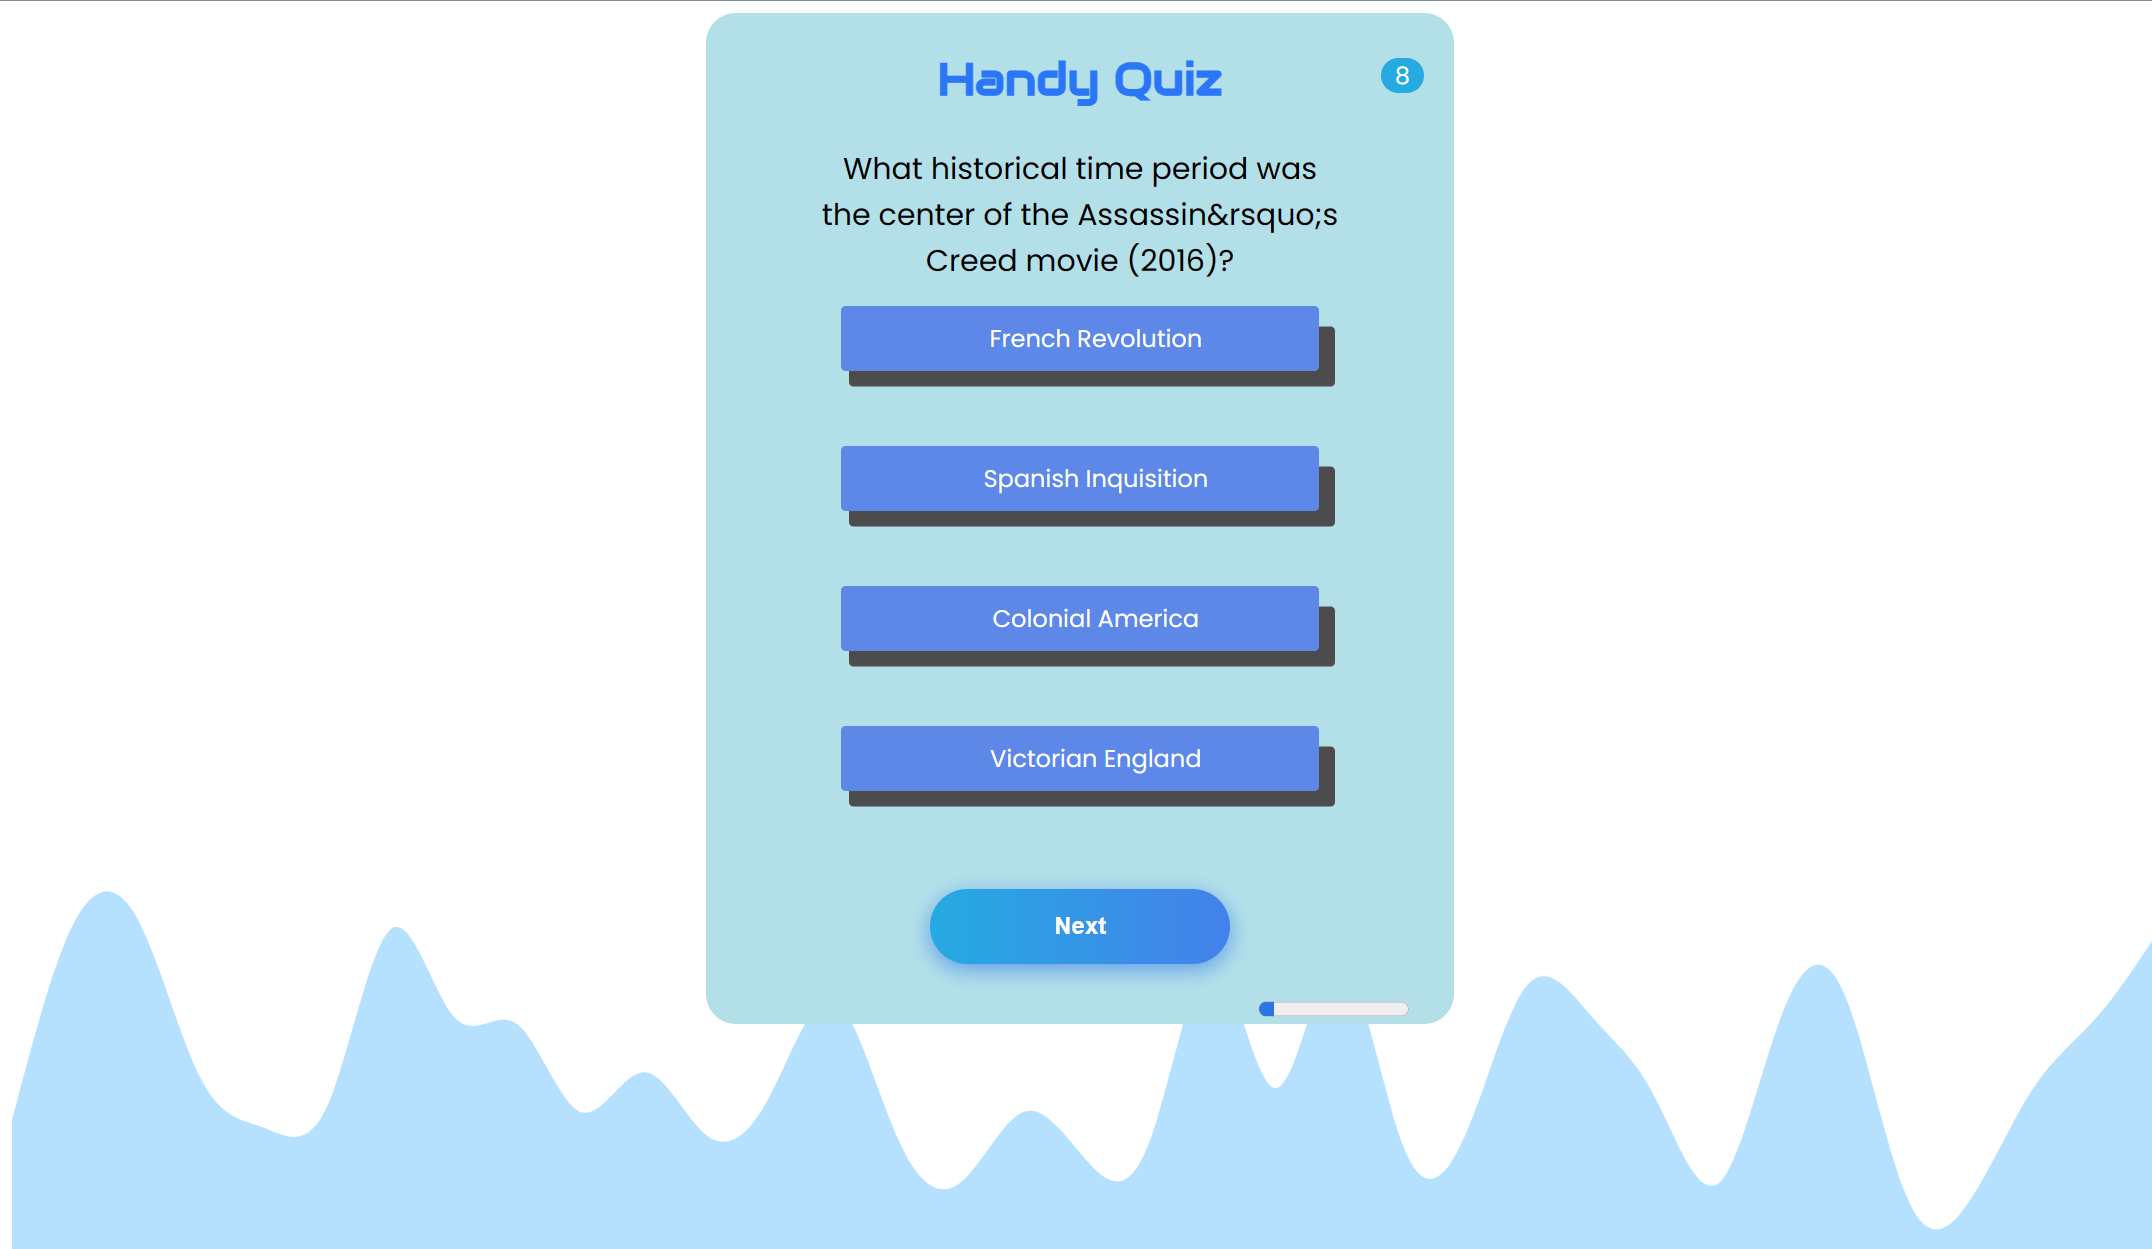 Handy Quiz
8
What historical time period was
the center of the Assassin&rsquo;s
Creed movie (2016)?
French Revolution
Spanish Inquisition
Colonial America
Victorian England
Next